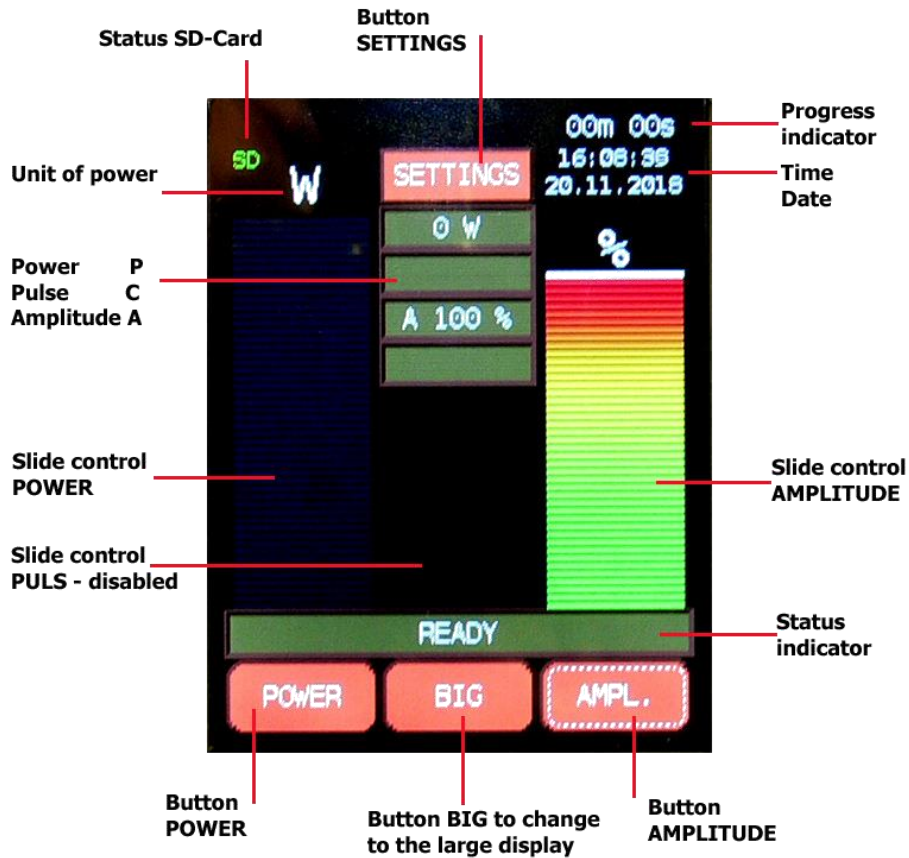 Button
SETTINGS
Status SD-Card
00m 00s
Progress
indicator
SD
W
SETTINGS
16:08:38
20.11.2018
Unit of power
Time
Date
0 W
%
Power P
Pulse C
Amplitude A
A 100 %
Slide control
POWER
Slide control
AMPLITUDE
Slide control
PULS - disabled
READY
Status
indicator
POWER
BIG
AMPL.
Button
POWER
Button BIG to change
to the large display
Button
AMPLITUDE